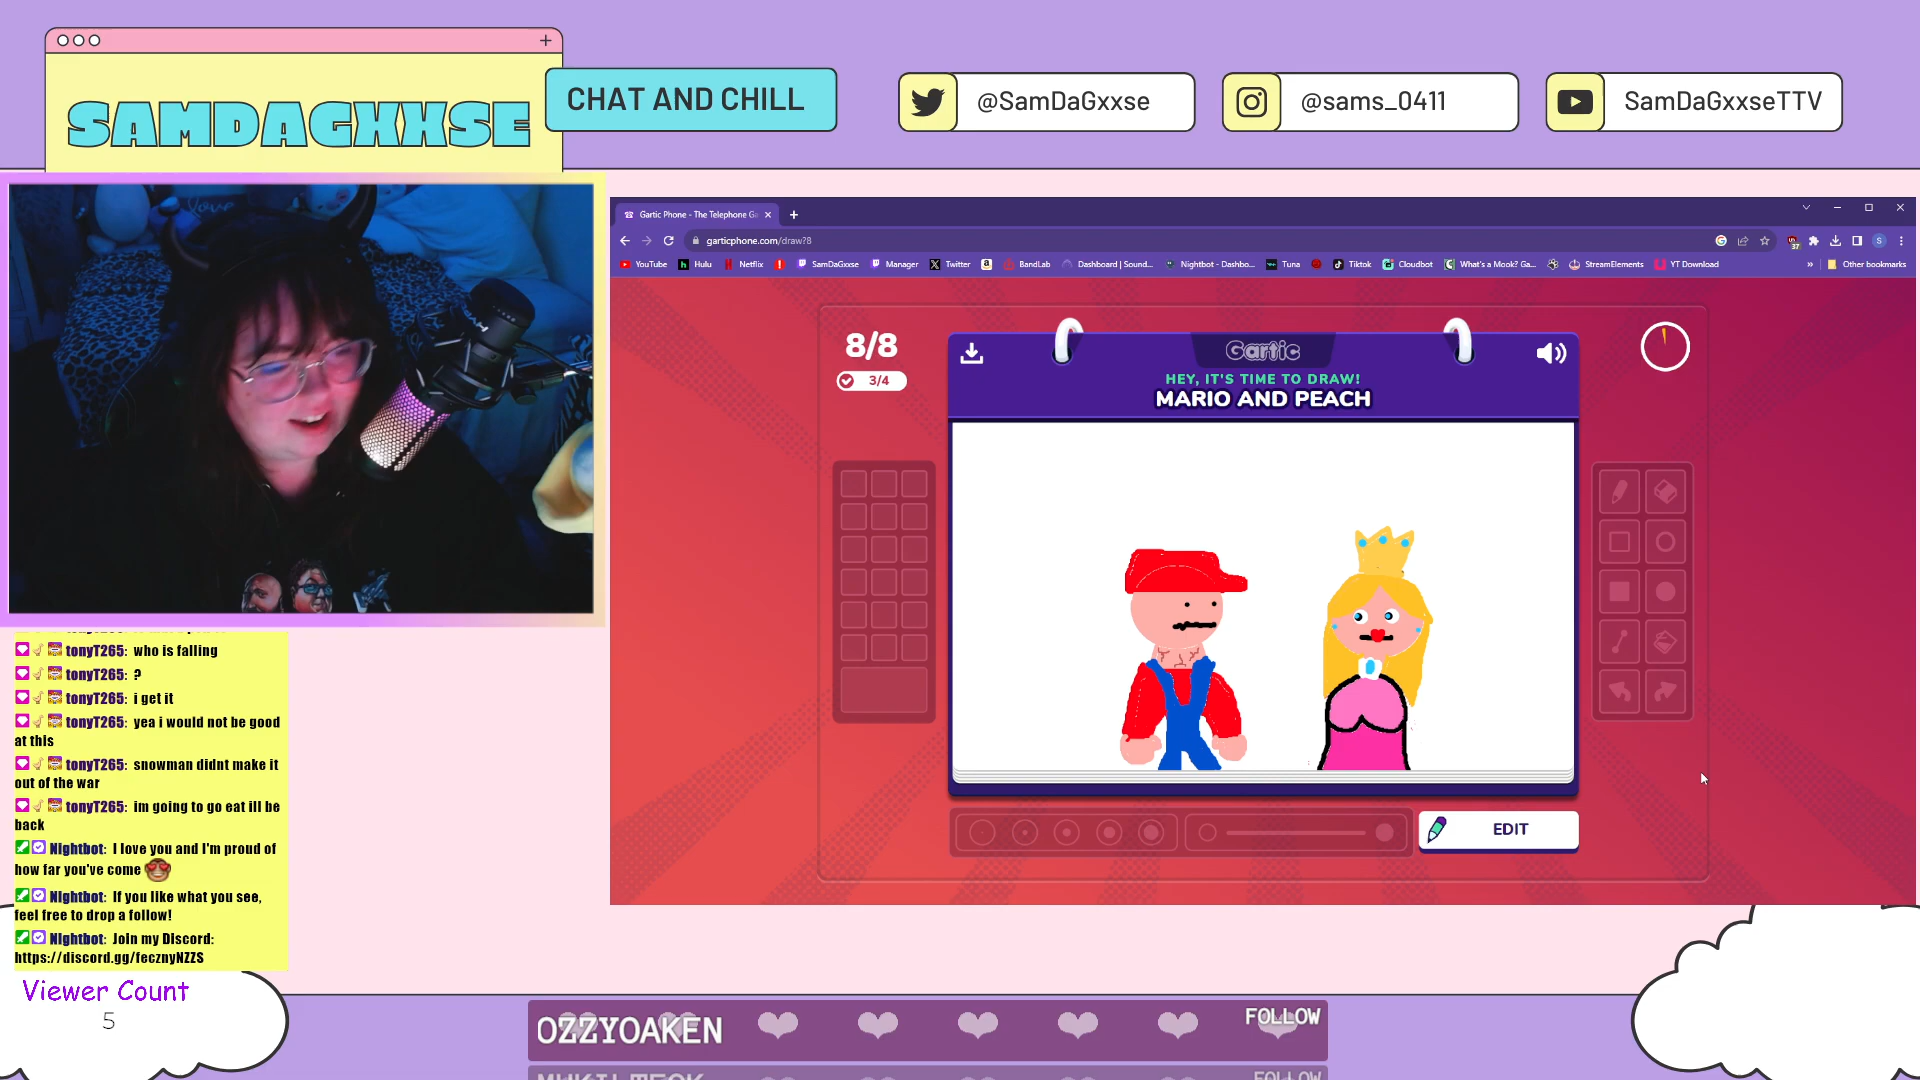 SAMDAGXXSE
CHAT AND CHILL
@SamDaGxxse
@sams_0411
SamDaGxxseTTV
Gartic Phone - The Telephone Ga
garticphone.com/draw?8
37
S
YouTube
Hulu
Netflix
SamDaGxxse
Manager
Twitter
BandLab
Dashboard | Sound...
Nightbot - Dashbo...
Tuna
Tiktok
Cloudbot
What's a Mook? Ga...
StreamElements
YT Download
Other bookmarks
love
8/8
3/4
Gartic
HEY, IT'S TIME TO DRAW!
MARIO AND PEACH
EDIT
tonyT265: who is falling
tonyT265: ?
tonyT265: i get it
tonyT265: yea i would not be good
at this
tonyT265: snowman didnt make it
out of the war
tonyT265: im going to go eat ill be
back
Nightbot: I love you and I'm proud of
how far you've come
Nightbot: If you like what you see,
feel free to drop a follow!
Nightbot: Join my Discord:
https://discord.gg/fecznyNZZS
Viewer Count
5
OZZYOAKEN
FOLLOW
FOLLOW